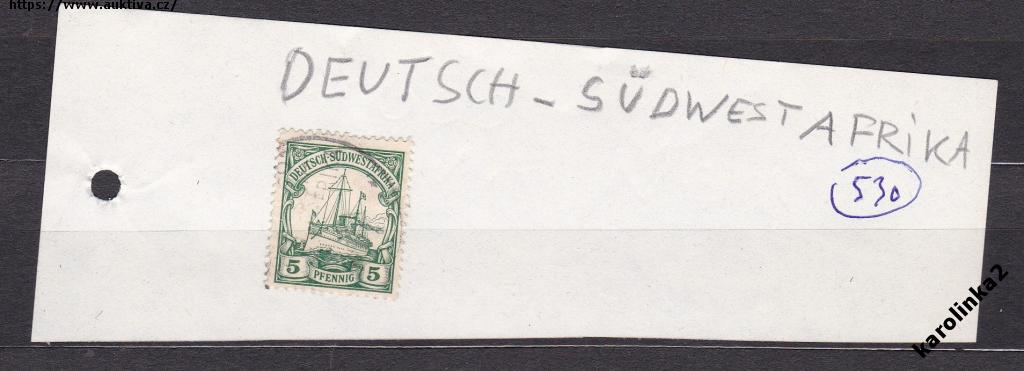 https://www.auktiva.cz/
DEUTSCH - SÜDWESTAFRIKA
530
DEUTSCH-SÜDWESTAFRIKA
5 PFENNIG 5
karolinka2